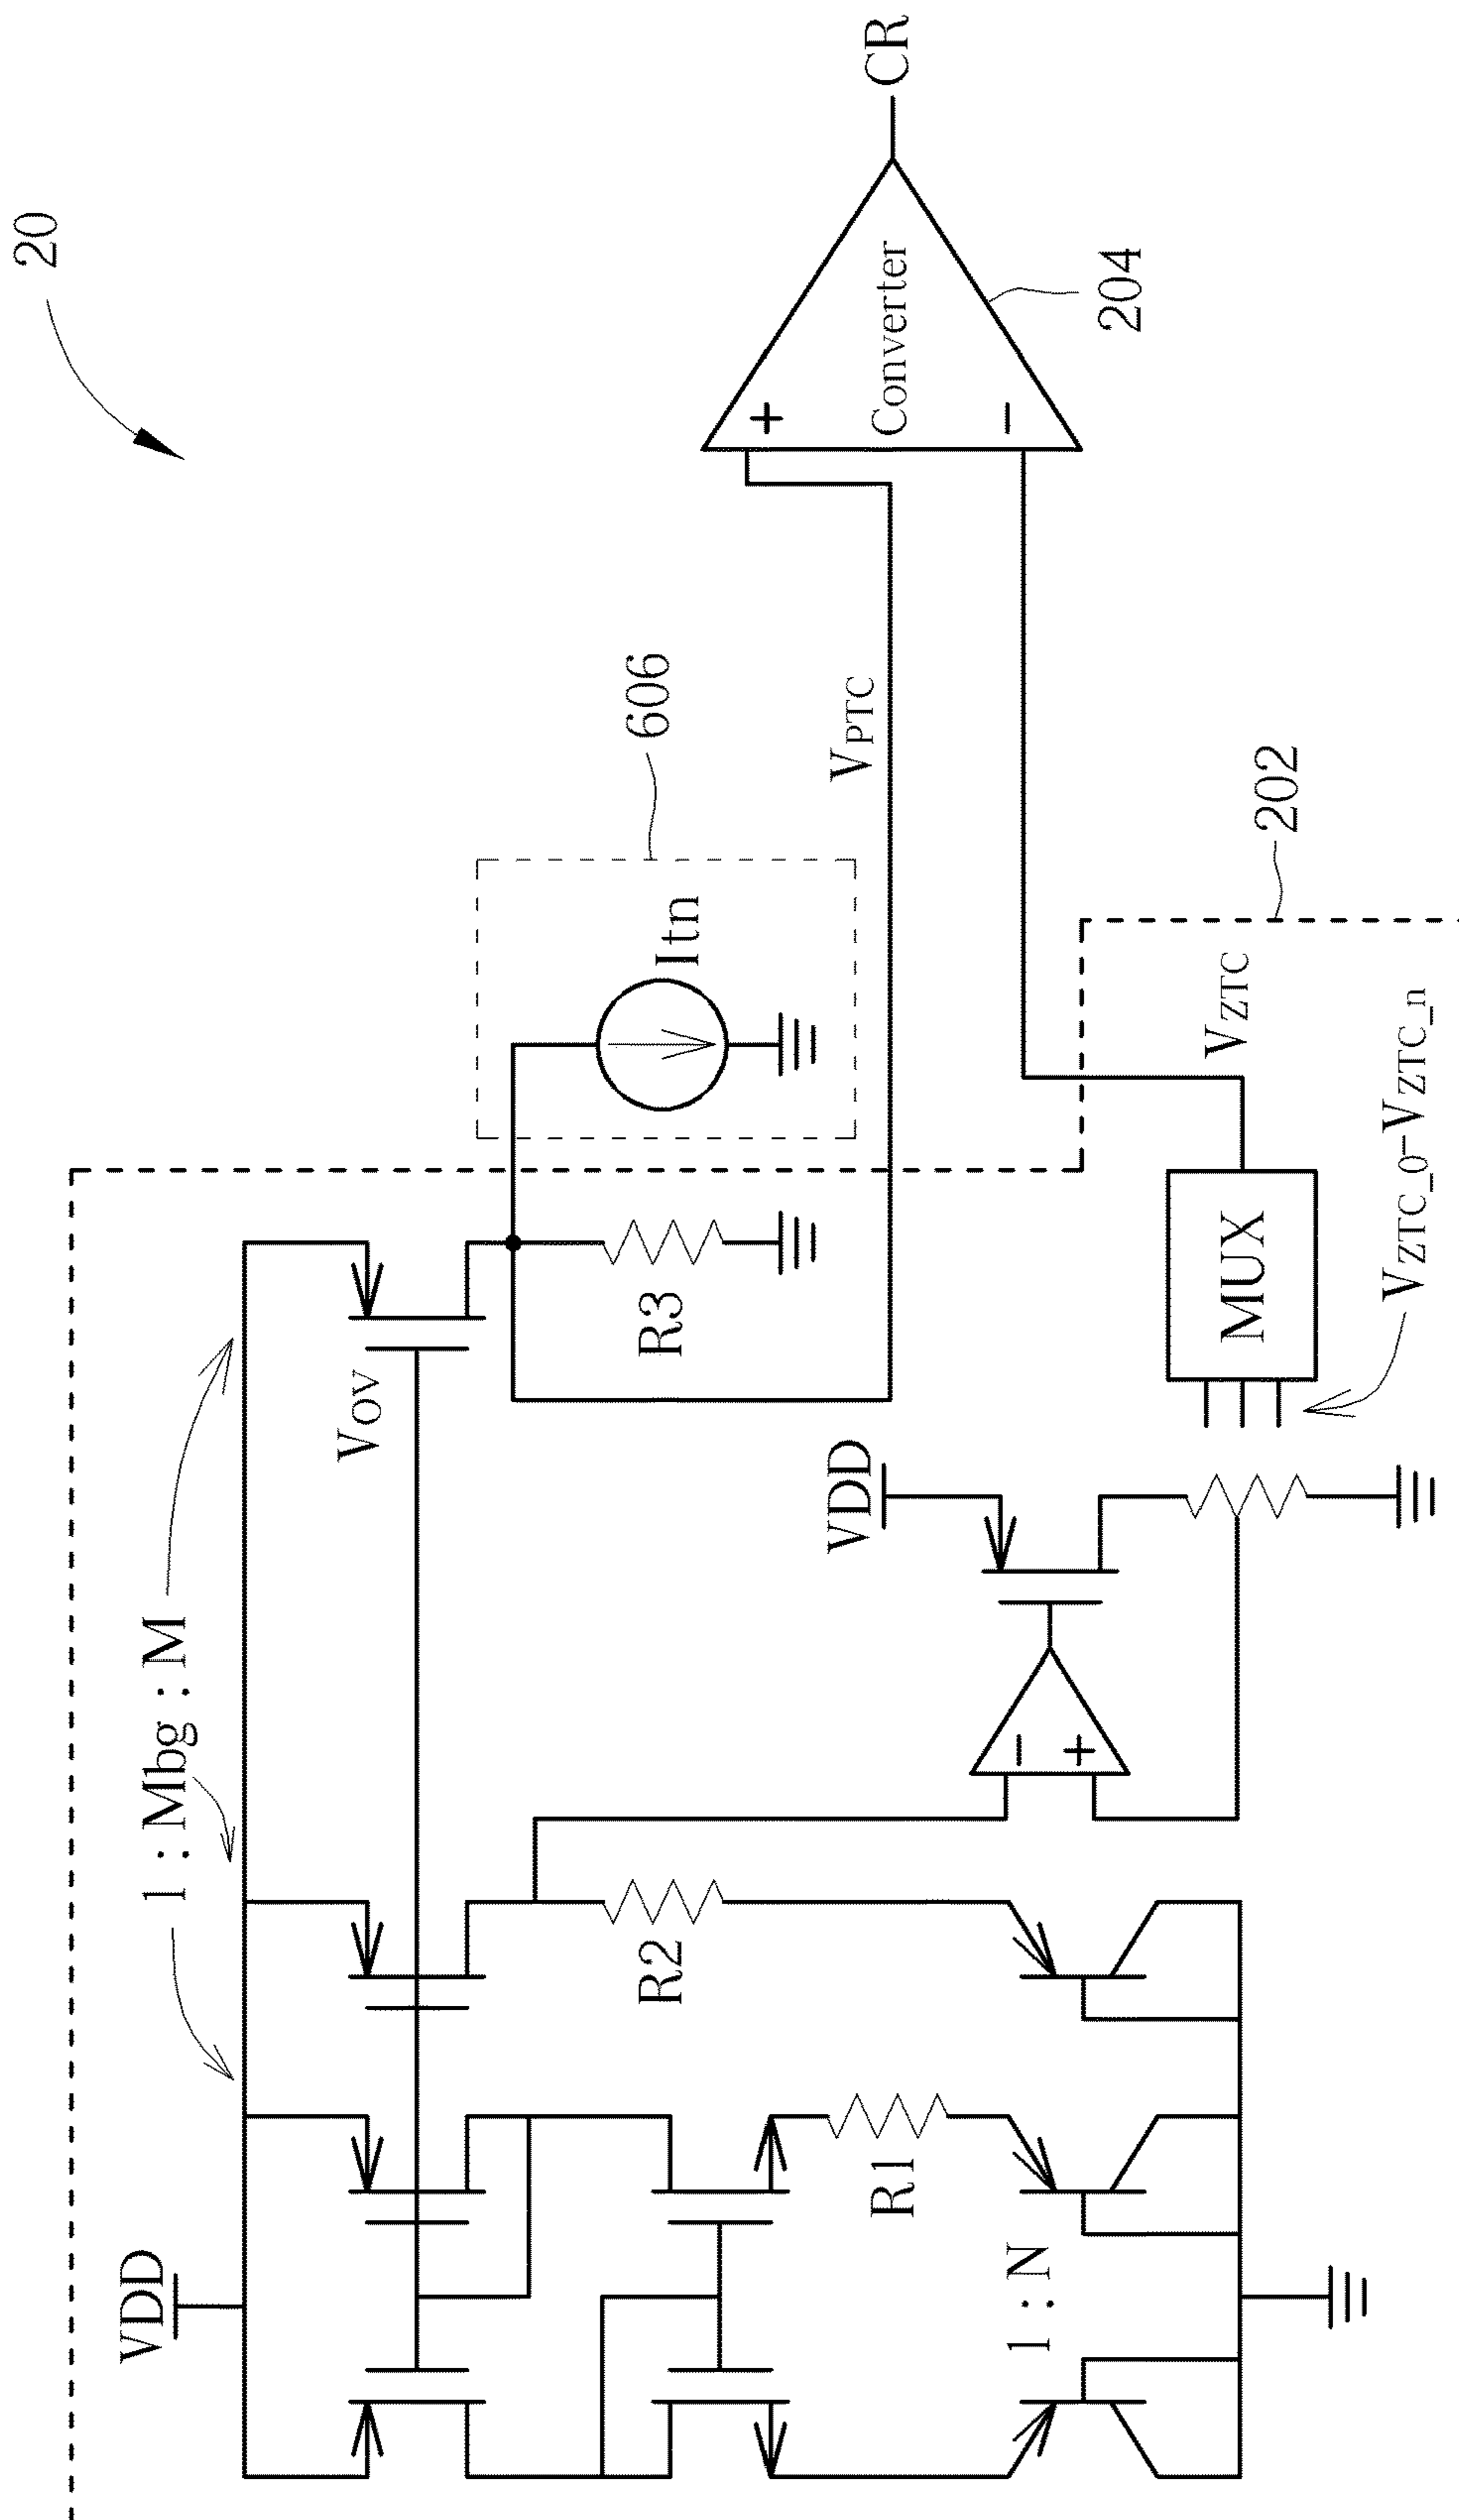 20
VDD
1 : Mbg : M
VOV
606
Itn
R3
R2
R1
1 : N
VPTC
VDD
Converter
CR
204
202
VZTC
MUX
VZTC_0-VZTC_n